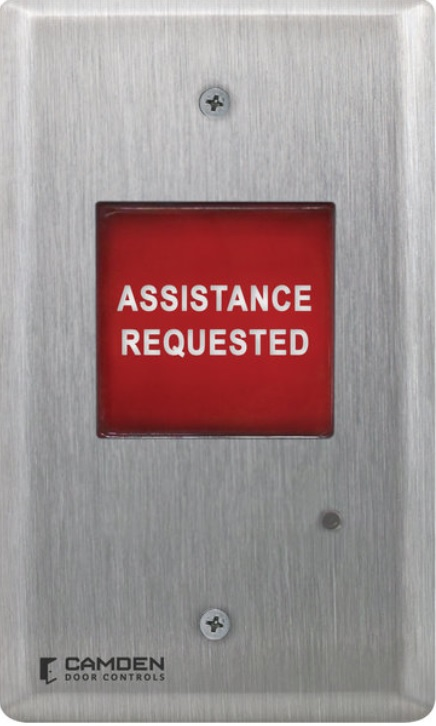 ASSISTANCE
REQUESTED
CAMDEN
DOOR CONTROLS